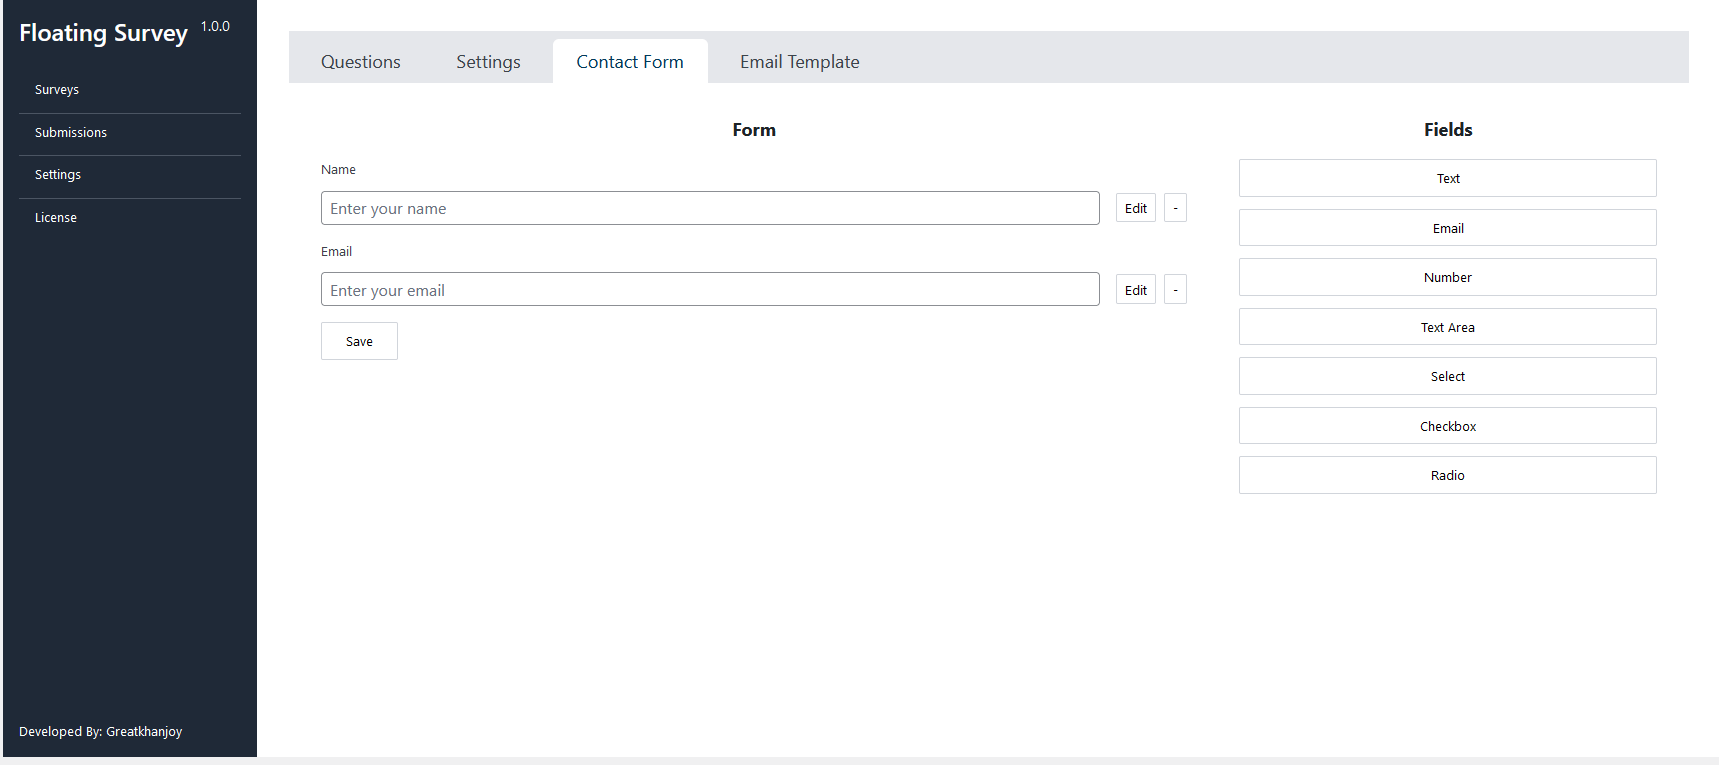 Floating Survey 1.0.0
Surveys
Submissions
Settings
License
Developed By: Greatkhanjoy
Questions
Settings
Contact Form
Email Template
Form
Name
Enter your name
Edit
-
Email
Enter your email
Edit
-
Save
Fields
Text
Email
Number
Text Area
Select
Checkbox
Radio